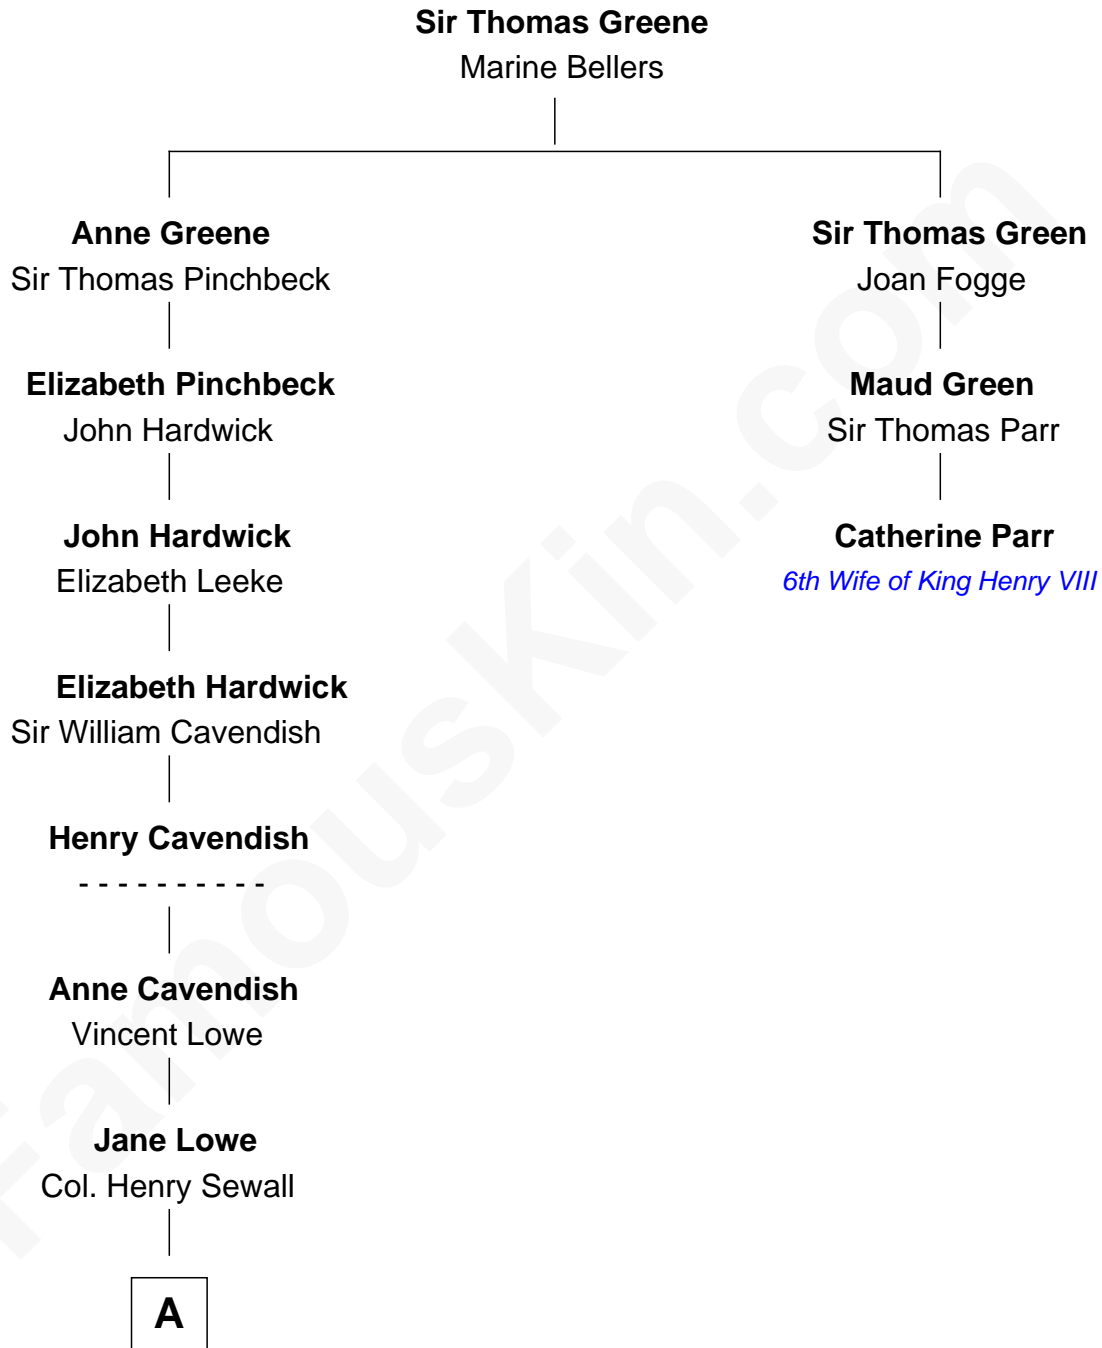 Sir Thomas Greene
Marine Bellers
Anne Greene
Sir Thomas Pinchbeck
Sir Thomas Green
Joan Fogge
Elizabeth Pinchbeck
John Hardwick
Maud Green
Sir Thomas Parr
John Hardwick
Elizabeth Leeke
Catherine Parr
6th Wife of King Henry VIII
Elizabeth Hardwick
Sir William Cavendish
Henry Cavendish
- - - - - - - - - -
Anne Cavendish
Vincent Lowe
Jane Lowe
Col. Henry Sewall
A
FamousKin.com